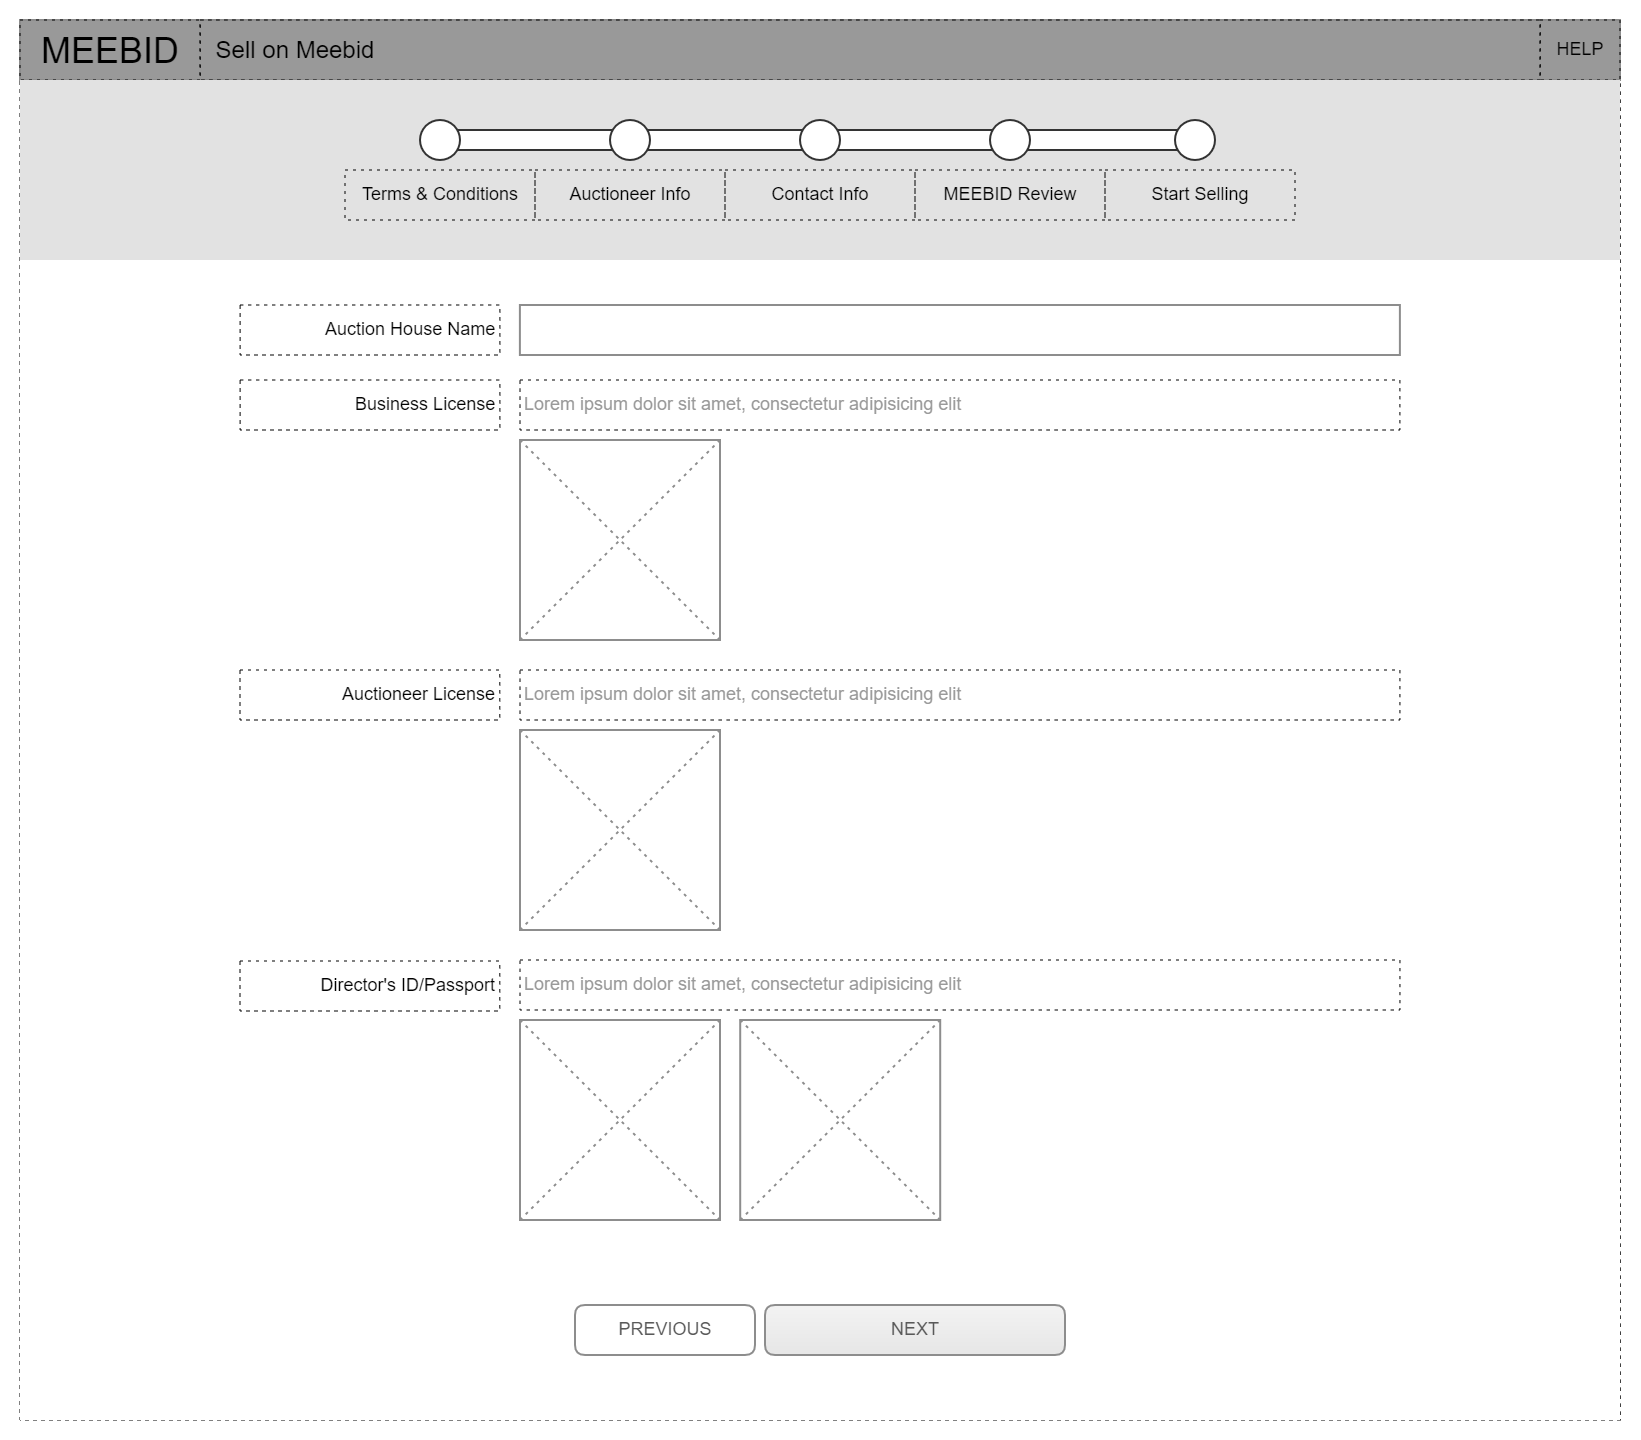 MEEBID
Sell on Meebid
HELP
Terms & Conditions
Auctioneer Info
Contact Info
MEEBID Review
Start Selling
Auction House Name
Business License
Lorem ipsum dolor sit amet, consectetur adipisicing elit
Auctioneer License
Lorem ipsum dolor sit amet, consectetur adipisicing elit
Director's ID/Passport
Lorem ipsum dolor sit amet, consectetur adipisicing elit
PREVIOUS
NEXT